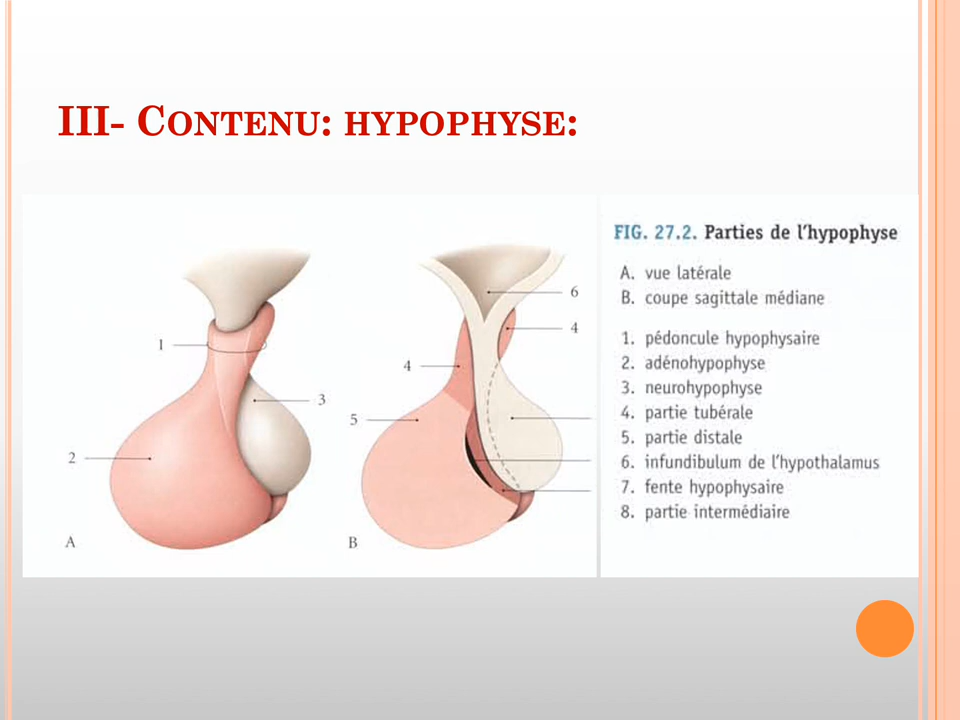 III- CONTENU: HYPOPHYSE:
1
2
3
A
6
4
4
5
B
FIG. 27.2. Parties de l'hypophyse
A. vue latérale
B. coupe sagittale médiane
1. pédoncule hypophysaire
2. adénohypophyse
3. neurohypophyse
4. partie tubérale
5. partie distale
6. infundibulum de l'hypothalamus
7. fente hypophysaire
8. partie intermédiaire